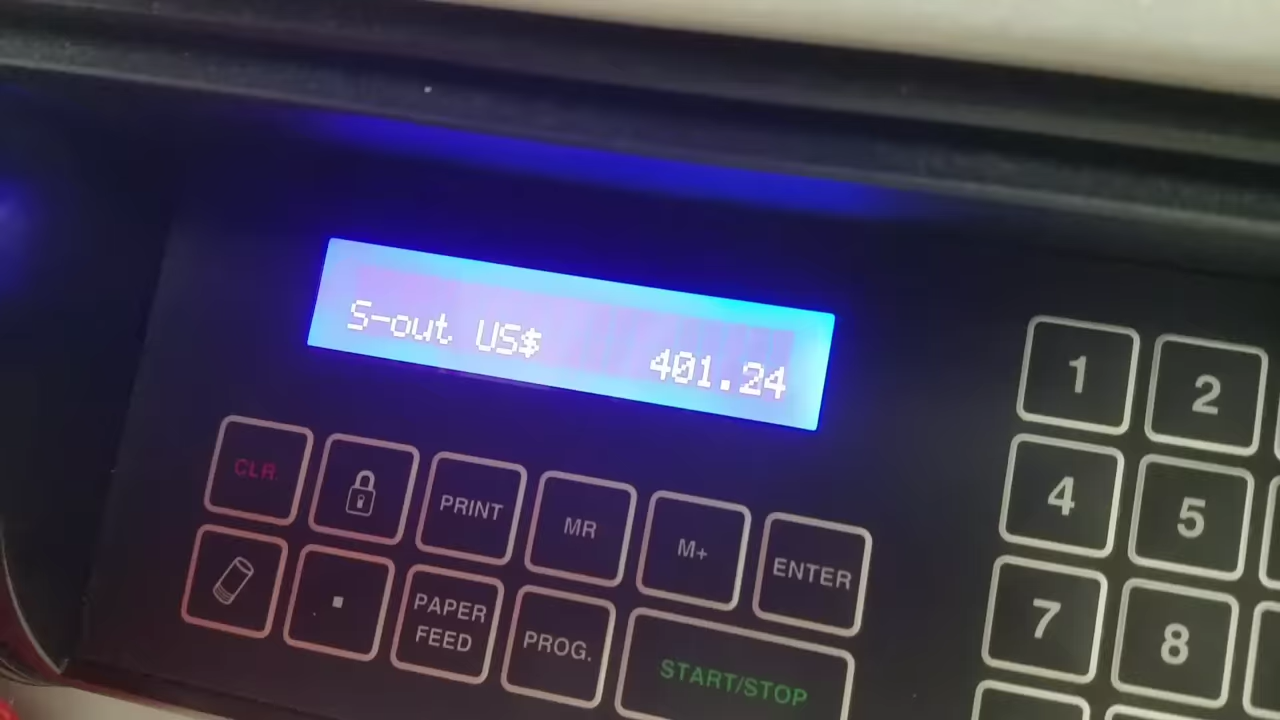 S-out US$ 401.24
1 2
CLR. PRINT MR M+ ENTER
4 5
. PAPER FEED PROG. START/STOP
7 8